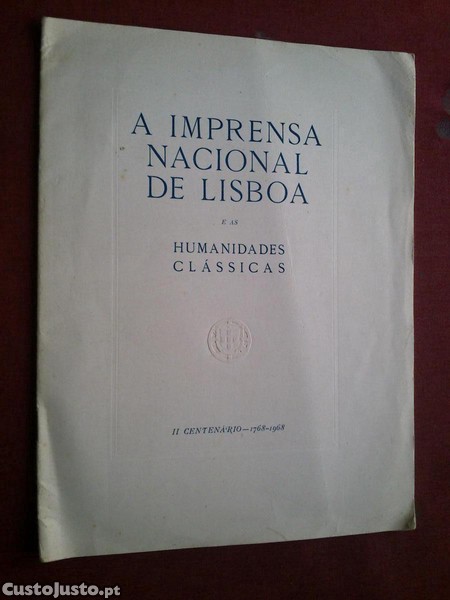 A IMPRENSA
NACIONAL
DE LISBOA
E AS
HUMANIDADES
CLÁSSICAS
II CENTENÁRIO—1768-1968
CustoJusto.pt